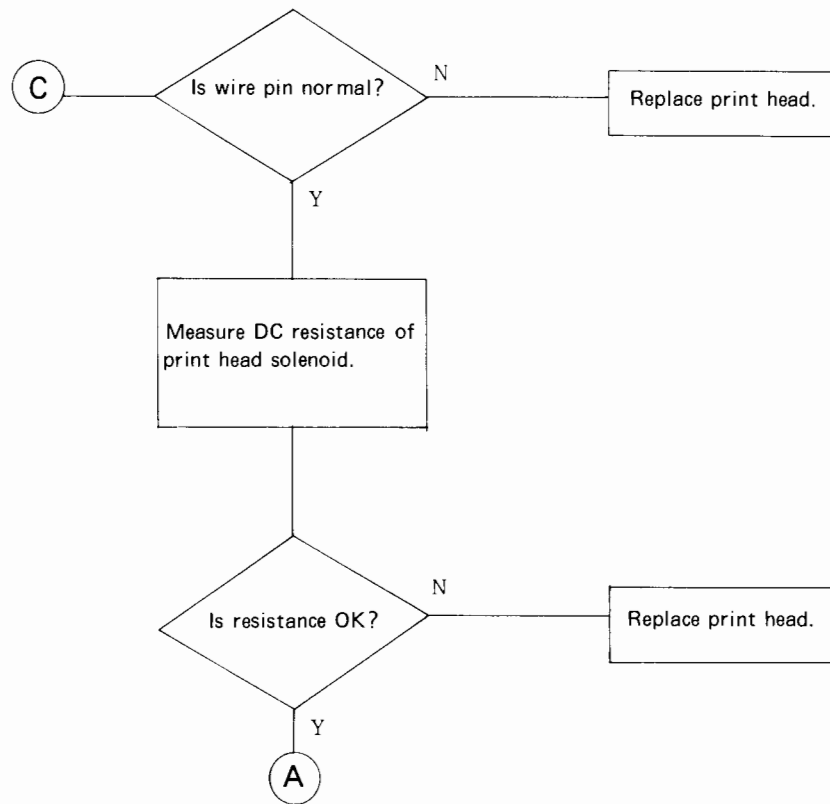 C
Is wire pin normal?
N
Replace print head.
Y
Measure DC resistance of
print head solenoid.
Is resistance OK?
N
Replace print head.
Y
A